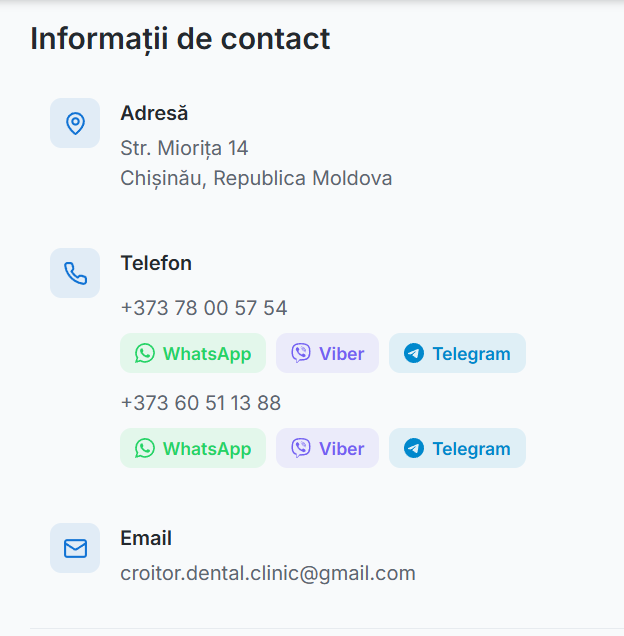 Informații de contact
Adresă
Str. Miorița 14
Chișinău, Republica Moldova
Telefon
+373 78 00 57 54
WhatsApp Viber Telegram
+373 60 51 13 88
WhatsApp Viber Telegram
Email
croitor.dental.clinic@gmail.com